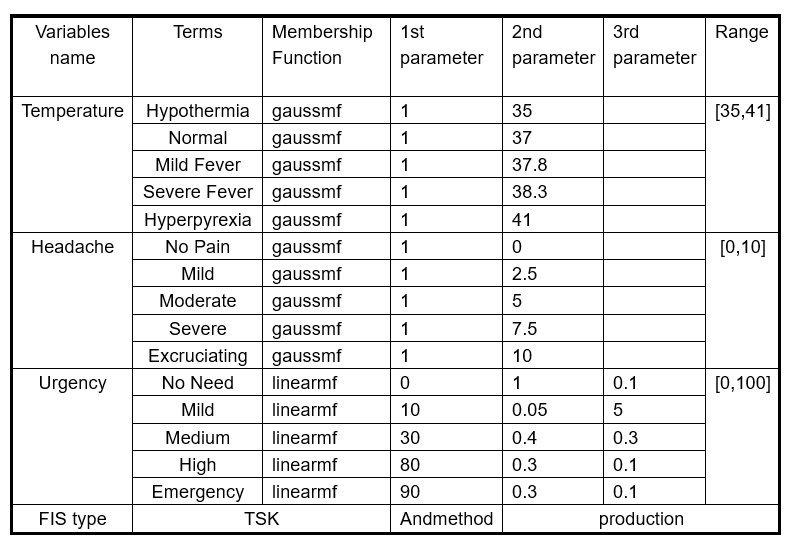 Variables name Terms Membership Function 1st parameter 2nd parameter 3rd parameter Range
Temperature Hypothermia gaussmf 1 35 [35,41]
Normal gaussmf 1 37
Mild Fever gaussmf 1 37.8
Severe Fever gaussmf 1 38.3
Hyperpyrexia gaussmf 1 41
Headache No Pain gaussmf 1 0 [0,10]
Mild gaussmf 1 2.5
Moderate gaussmf 1 5
Severe gaussmf 1 7.5
Excruciating gaussmf 1 10
Urgency No Need linearmf 0 1 0.1 [0,100]
Mild linearmf 10 0.05 5
Medium linearmf 30 0.4 0.3
High linearmf 80 0.3 0.1
Emergency linearmf 90 0.3 0.1
FIS type TSK Andmethod production